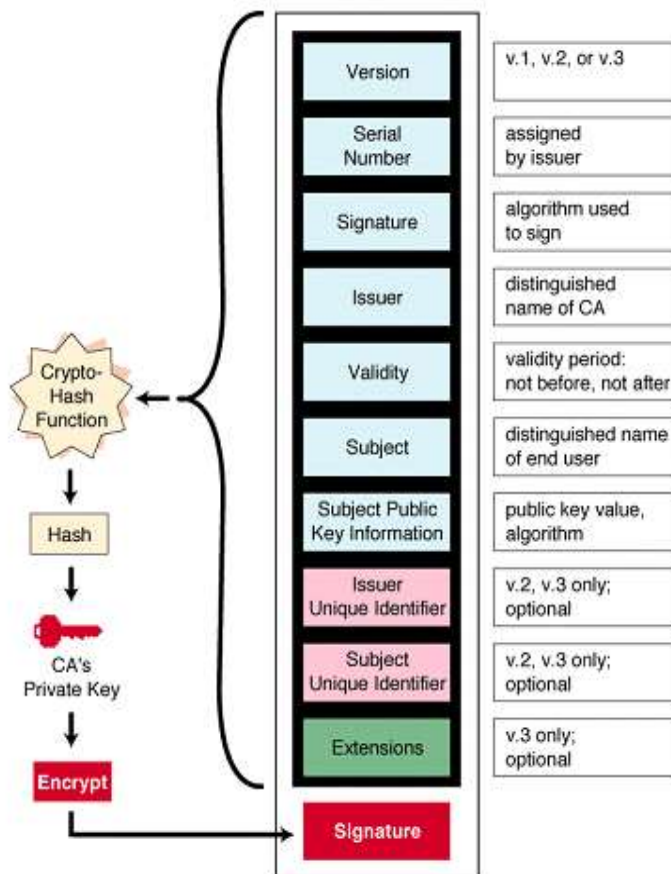 Version
v.1, v.2, or v.3
Serial
Number
assigned
by issuer
Signature
algorithm used
to sign
Issuer
distinguished
name of CA
Validity
validity period:
not before, not after
Subject
distinguished name
of end user
Subject Public
Key Information
public key value,
algorithm
Issuer
Unique Identifier
v.2, v.3 only;
optional
Subject
Unique Identifier
v.2, v.3 only;
optional
Extensions
v.3 only;
optional
Crypto-
Hash
Function
Hash
CA's
Private Key
Encrypt
Signature